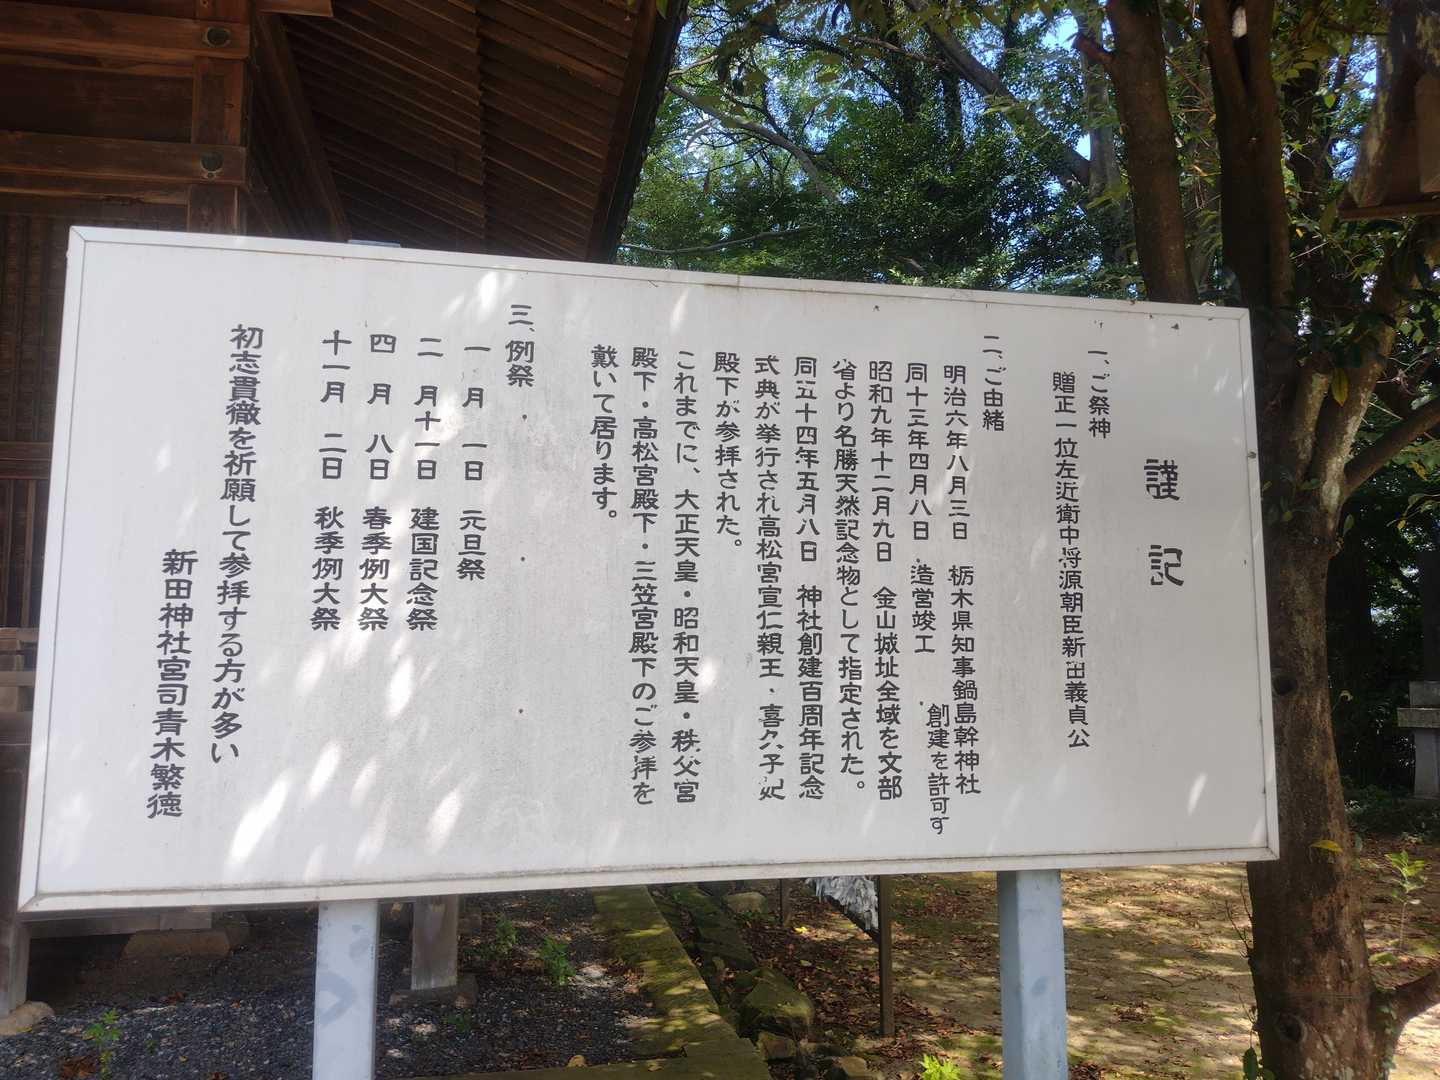 謹記
一、ご祭神
贈正一位左近衛中将源朝臣新田義貞公
二、ご由緒
明治六年八月三日 栃木県知事鍋島幹神社
創建を許可す
同十三年四月八日 造営竣工
昭和九年十二月九日 金山城址全域を文部
省より名勝天然記念物として指定された。
同五十四年五月八日 神社創建百周年記念
式典が挙行され高松宮宣仁親王・喜久子妃
殿下が参拝された。
これまでに、大正天皇・昭和天皇・秩父宮
殿下・高松宮殿下・三笠宮殿下のご参拝を
戴いて居ります。
三、例祭
一月一日 元旦祭
二月十一日 建国記念祭
四月八日 春季例大祭
十一月二日 秋季例大祭
初志貫徹を祈願して参拝する方が多い
新田神社宮司青木繁徳